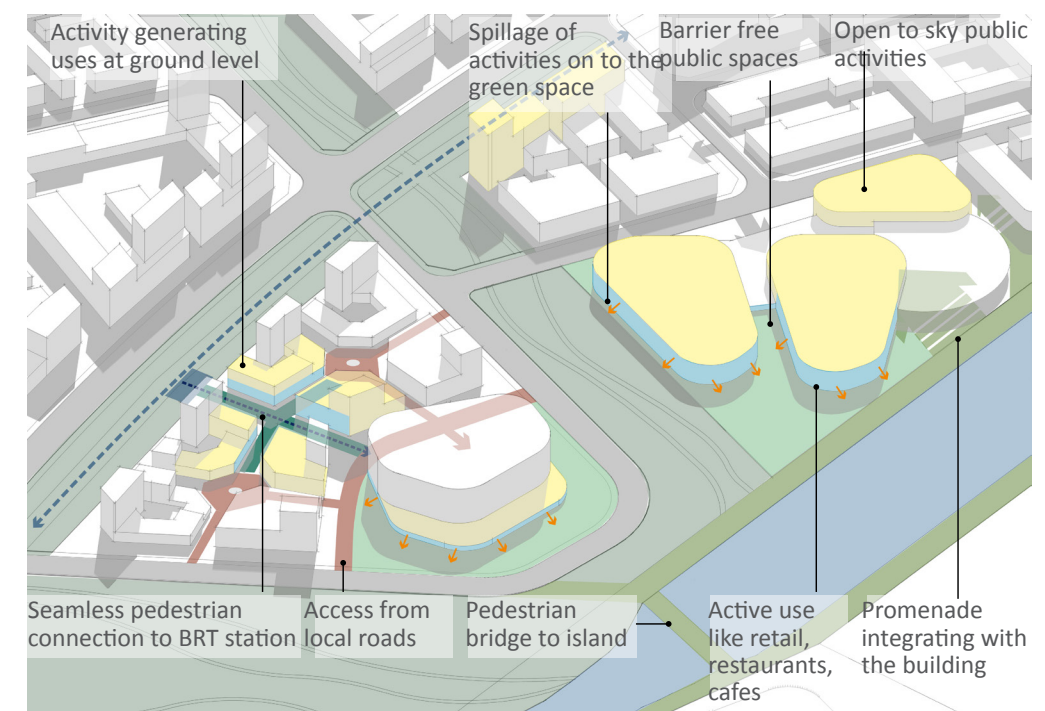 Activity generating
uses at ground level
Spillage of
activities on to the
green space
Barrier free
public spaces
Open to sky public
activities
Seamless pedestrian
connection to BRT station
Access from
local roads
Pedestrian
bridge to island
Active use
like retail,
restaurants,
cafes
Promenade
integrating with
the building